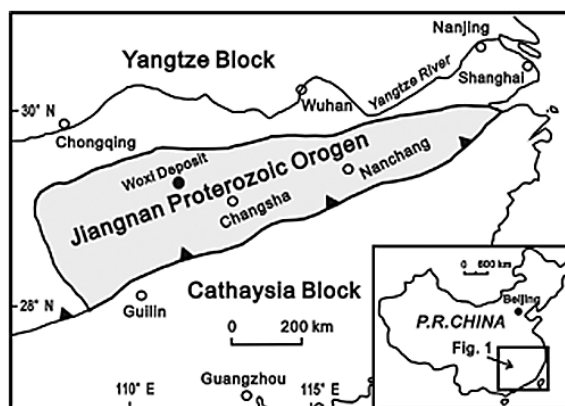 Nanjing
Yangtze Block
Shanghai
Yangtze River
Wuhan
30° N
Chongqing
Woxi Deposit
Jiangnan Proterozoic Orogen
Nanchang
Changsha
Cathaysia Block
28° N
Guilin
0 200 km
0 600 km
Beijing
P.R.CHINA
Fig. 1
Guangzhou
110° E
115° E